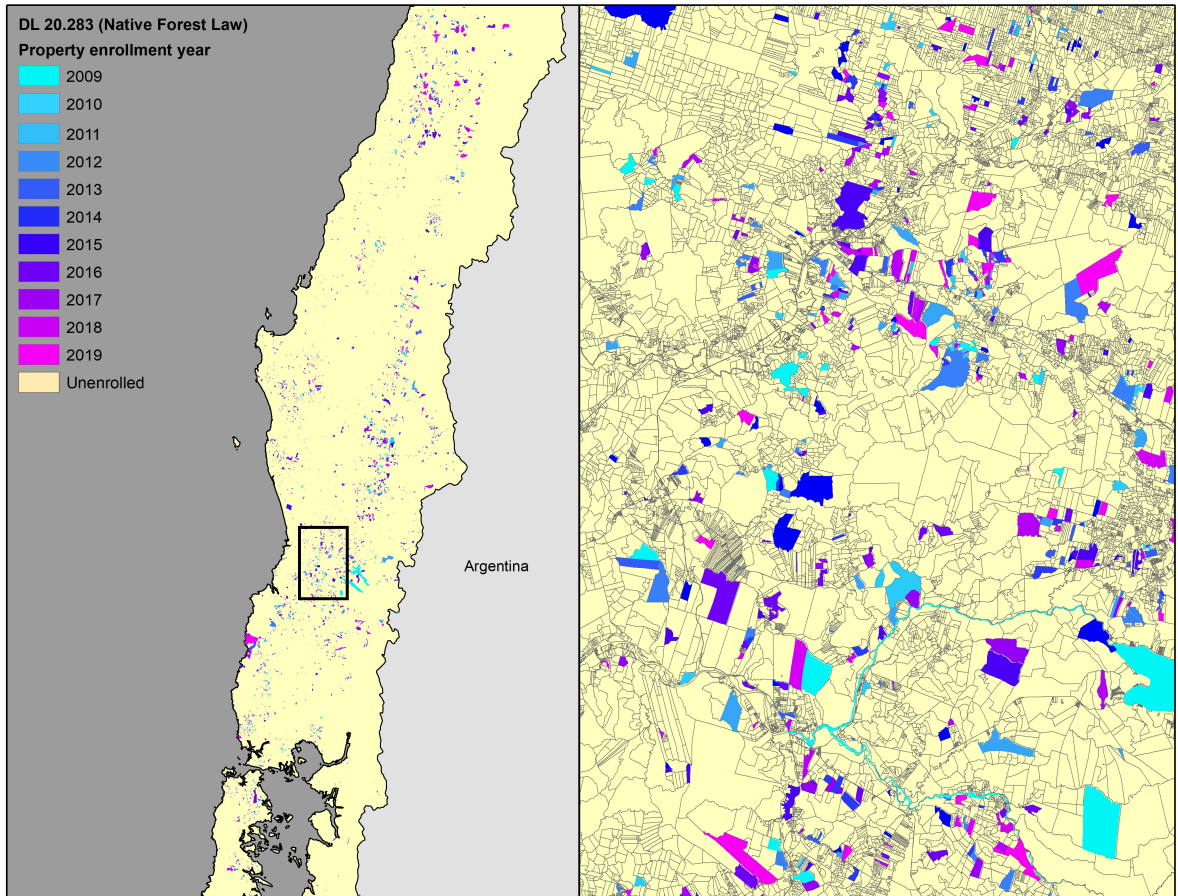 DL 20.283 (Native Forest Law)
Property enrollment year
2009
2010
2011
2012
2013
2014
2015
2016
2017
2018
2019
Unenrolled
Argentina